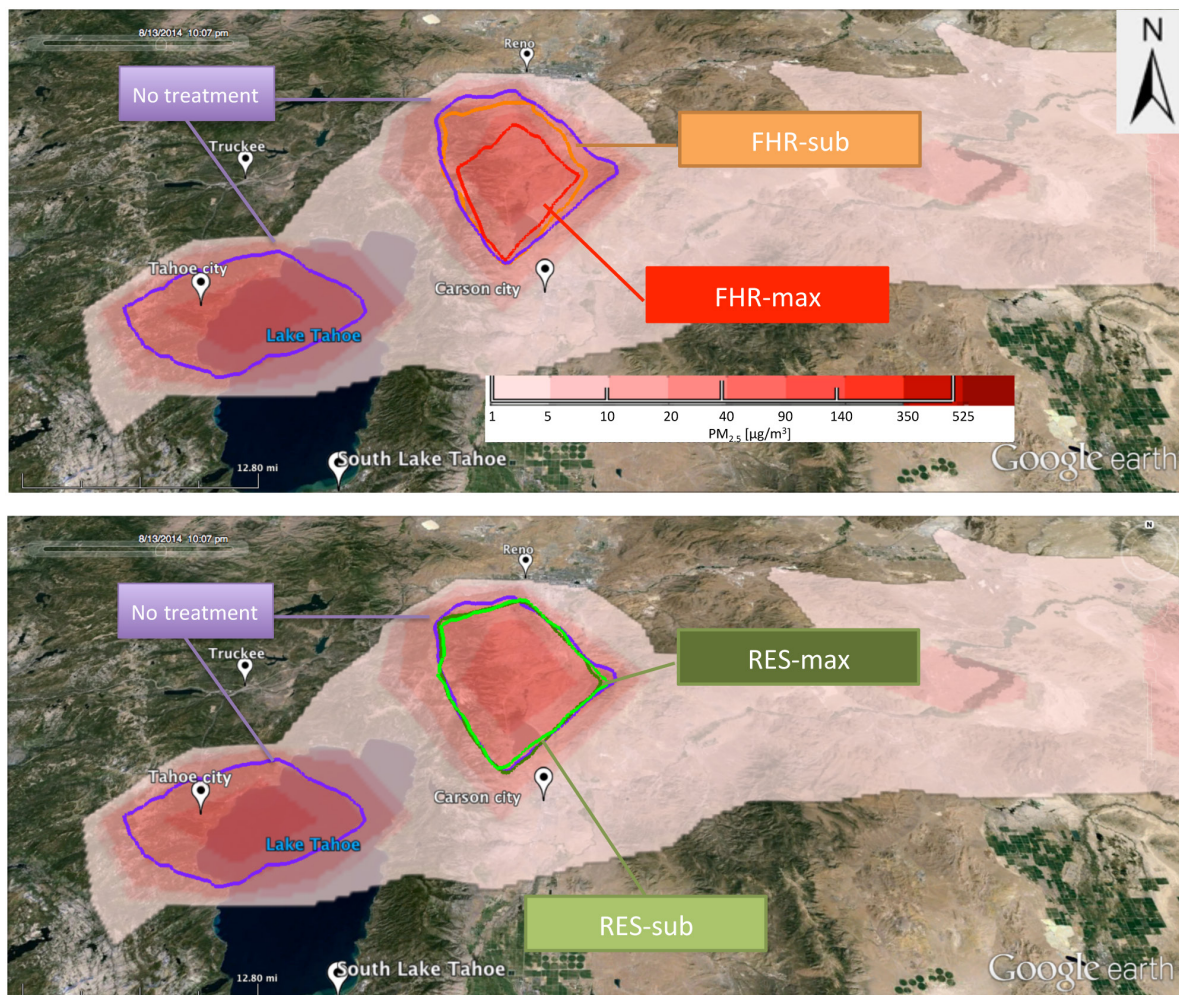 8/13/2014 10:07 pm
Reno
N
No treatment
FHR-sub
Truckee
Tahoe city
Carson city
FHR-max
Lake Tahoe
1 5 10 20 40 90 140 350 525
PM2.5 [µg/m³]
12.80 mi
South Lake Tahoe
Google earth
8/13/2014 10:07 pm
N
Reno
No treatment
Truckee
RES-max
Tahoe city
Carson city
Lake Tahoe
RES-sub
12.80 mi
South Lake Tahoe
Google earth